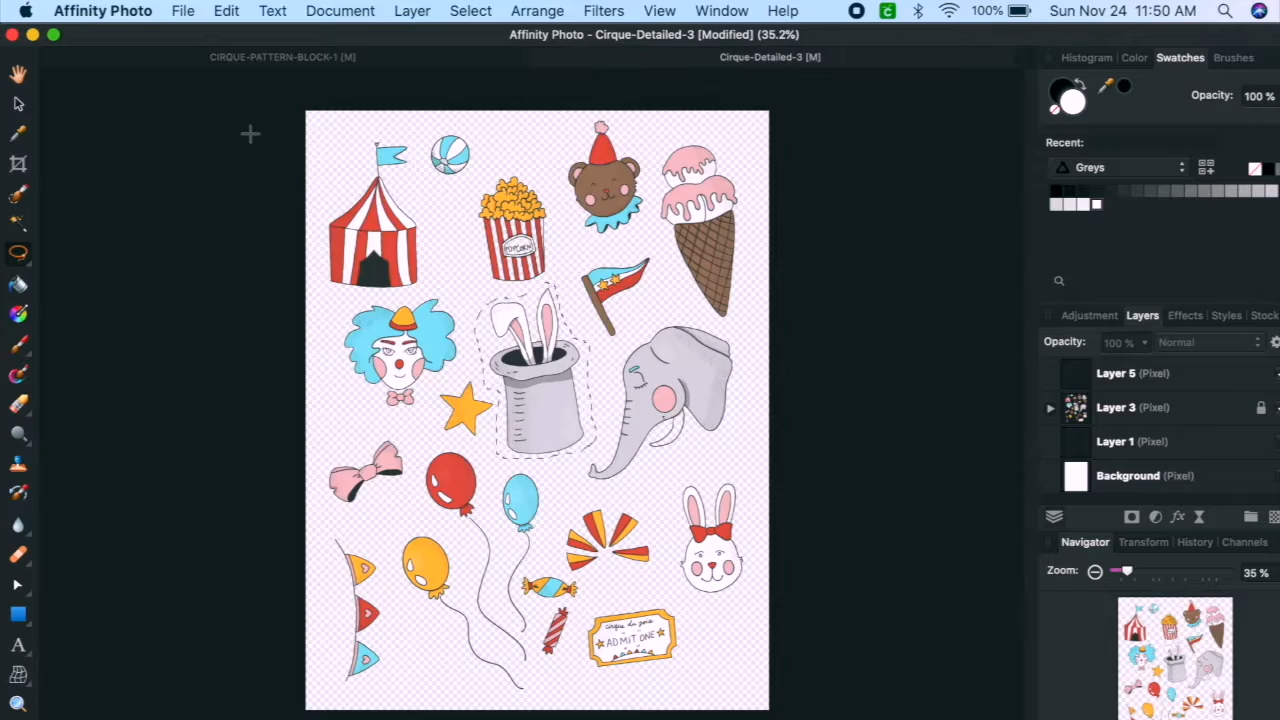 Affinity Photo File Edit Text Document Layer Select Arrange Filters View Window Help 100% Sun Nov 24 11:50 AM
Affinity Photo - Cirque-Detailed-3 [Modified] (35.2%)
CIRQUE-PATTERN-BLOCK-1 [M] Cirque-Detailed-3 [M]
Histogram Color Swatches Brushes
Opacity: 100 %
Recent:
Greys
POPCORN
Adjustment Layers Effects Styles Stock
Opacity: 100 % Normal
Layer 5 (Pixel)
Layer 3 (Pixel)
Layer 1 (Pixel)
Background (Pixel)
Navigator Transform History Channels
Zoom: 35 %
cirque du sois
ADMIT ONE
A